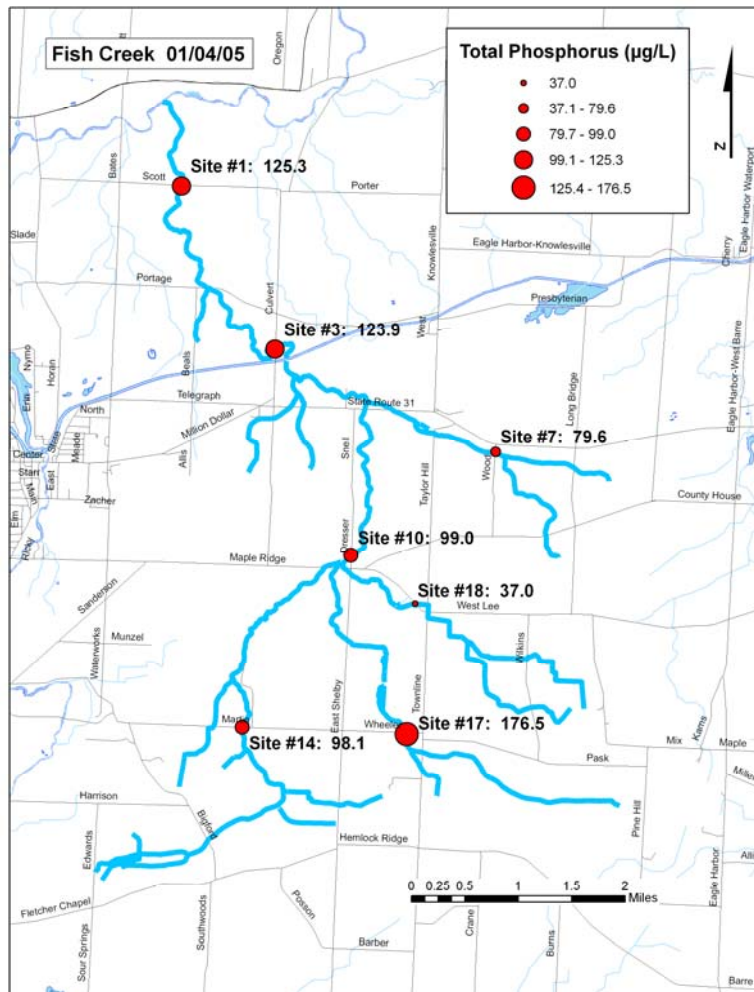 Fish Creek 01/04/05
Oregon
Total Phosphorus (µg/L)
37.0
37.1 - 79.6
79.7 - 99.0
99.1 - 125.3
125.4 - 176.5
N
Bates
Site #1: 125.3
Scott
Porter
Knowlesville
Eagle Harbor Waterport
Cherry
Slade
Eagle Harbor-Knowlesville
Portage
Culvert
Presbyterian
West
Site #3: 123.9
Nymo
Horan
Beals
Erin
Telegraph
North
State Route 31
Long Bridge
Eagle Harbor-West Barre
Million Dollar
State
Meade
Site #7: 79.6
Center
Starr
East
Allis
Snell
Taylor Hill
Wood
Main
Zacher
County House
Elm
Ricky
Site #10: 99.0
Dresser
Maple Ridge
Site #18: 37.0
West Lee
Sanderson
Waterworks
Munzel
Wilkins
East Shelby
Townline
Wheeler
Site #17: 176.5
Site #14: 98.1
Mix
Maple
Karns
Pask
Harrison
Bigford
Pine Hill
Edwards
Hemlock Ridge
Eagle Harbor
0 0.25 0.5 1 1.5 2
Miles
Fletcher Chapel
Southwoods
Posson
Sour Springs
Barber
Crane
Burns
Barre